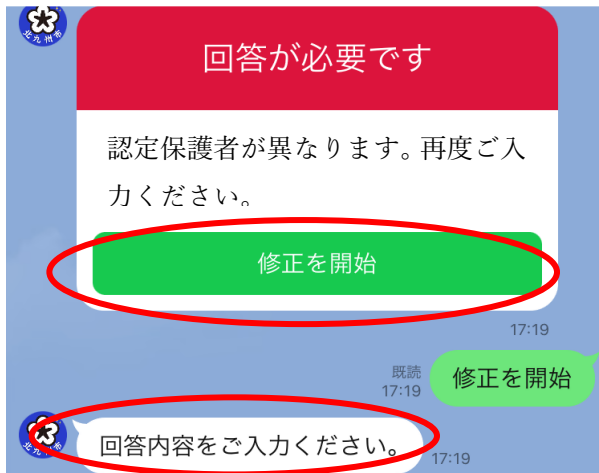 北九州市
回答が必要です
認定保護者が異なります。再度ご入
力ください。
修正を開始
17:19
既読
17:19
修正を開始
北九州市
回答内容をご入力ください。
17:19